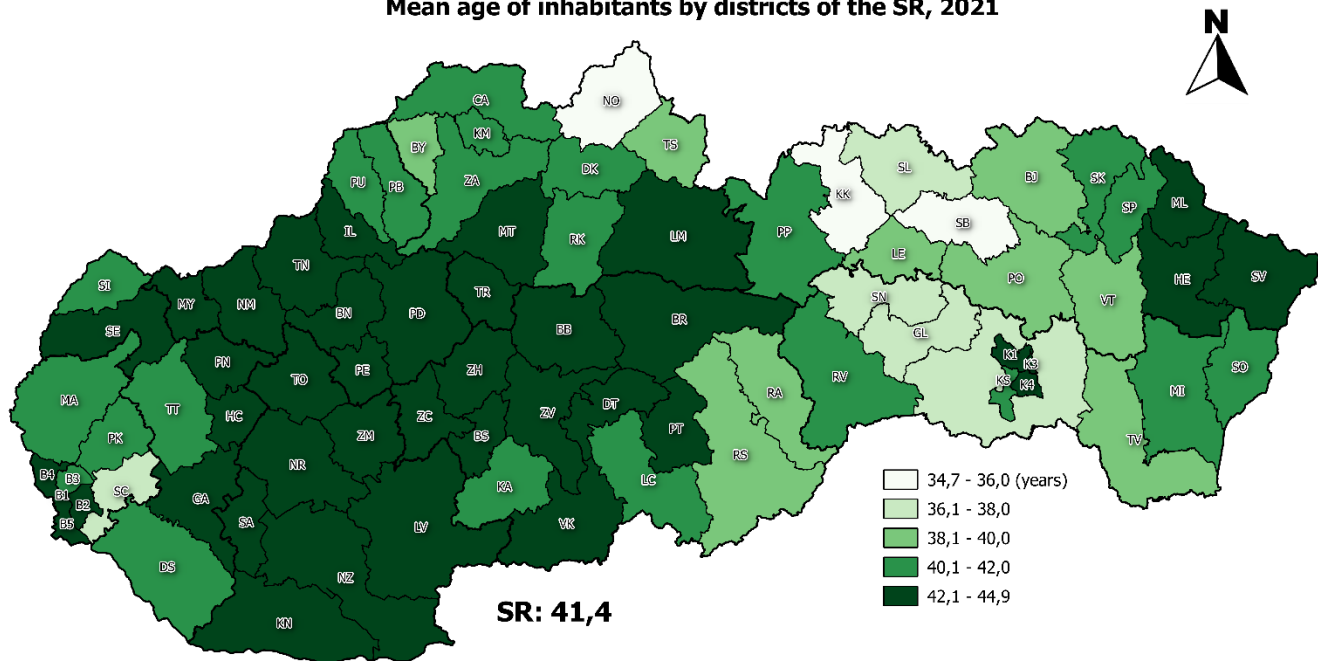 Mean age of inhabitants by districts of the SR, 2021
N
CA
NO
KM
BY
TS
PU
PB
ZA
DK
SL
BJ
SK
KK
SP
ML
SB
IL
MT
RK
LM
PP
LE
PO
HE
SV
TN
SI
MY
NM
BN
PD
TR
SN
VT
SE
BB
BR
GL
PN
TO
PE
ZH
K1
K3
KS
K4
SO
MA
TT
HC
ZM
ZC
ZV
DT
RA
RV
MI
PK
BS
PT
TV
B4
B3
B1
B2
B5
SC
GA
NR
KA
LC
RS
SA
LV
VK
DS
NZ
KN
34,7 - 36,0 (years)
36,1 - 38,0
38,1 - 40,0
40,1 - 42,0
42,1 - 44,9
SR: 41,4